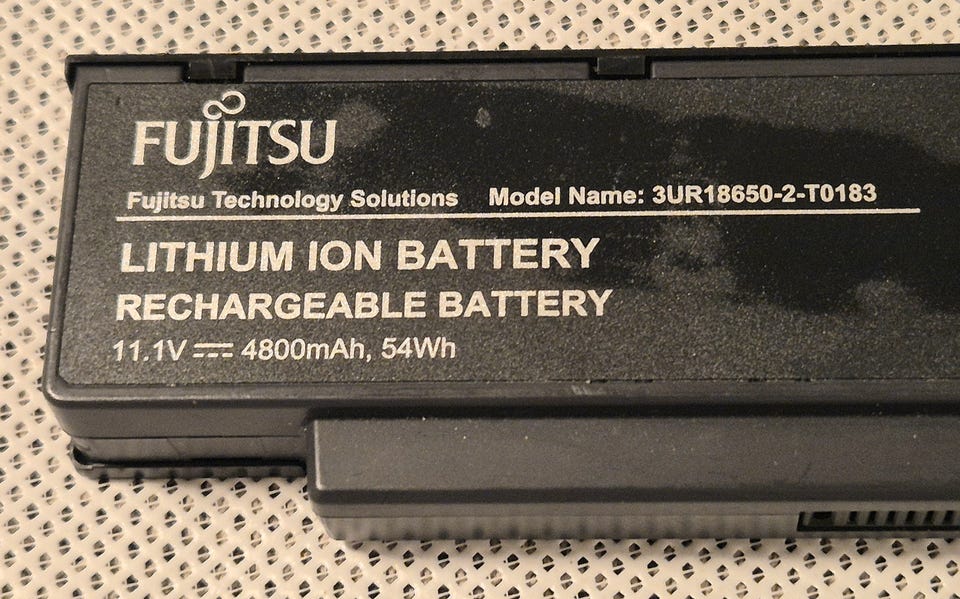 FUJITSU
Fujitsu Technology Solutions Model Name: 3UR18650-2-T0183
LITHIUM ION BATTERY
RECHARGEABLE BATTERY
11.1V ⎓ 4800mAh, 54Wh